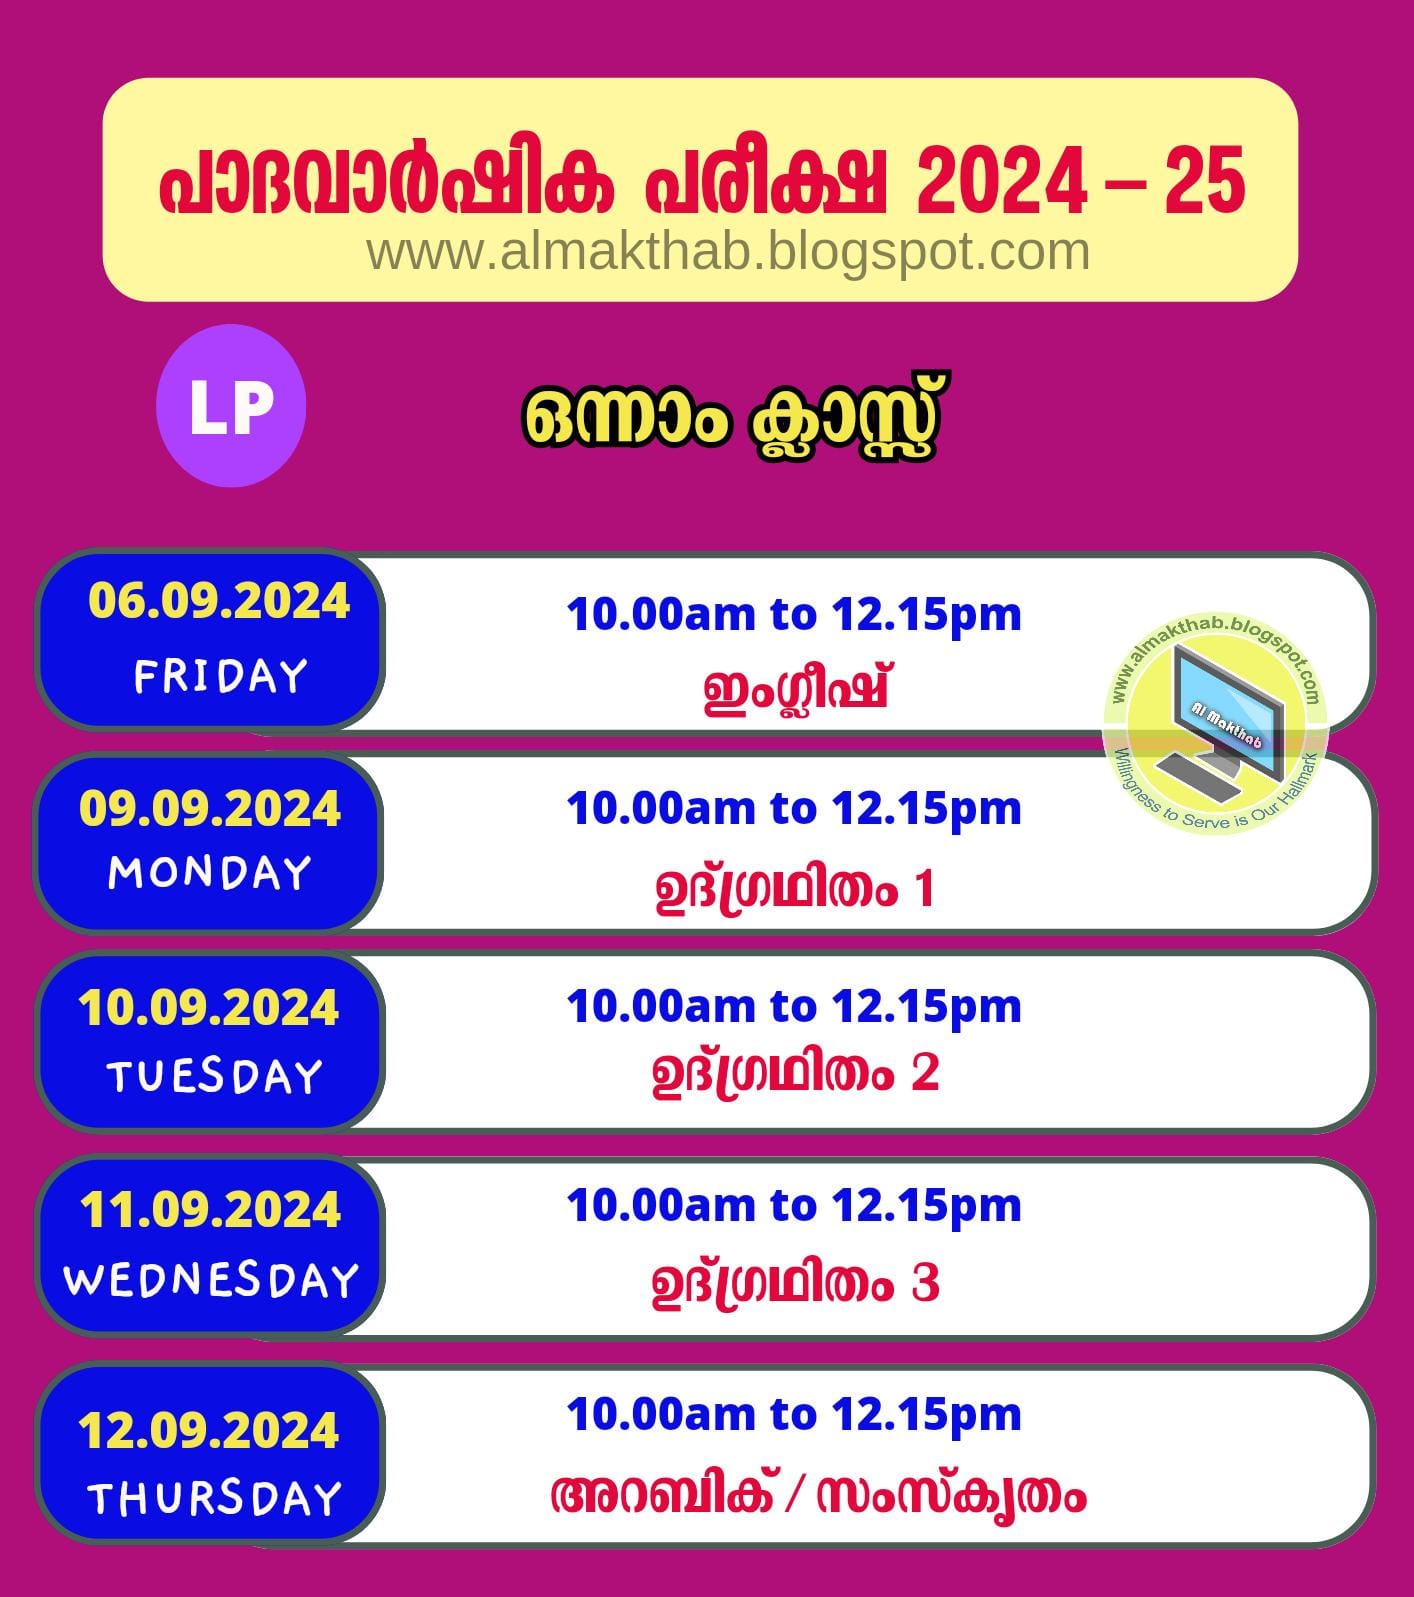 പാദവാർഷിക പരീക്ഷ 2024 – 25
www.almakthab.blogspot.com
LP
ഒന്നാം ക്ലാസ്സ്
06.09.2024
FRIDAY
10.00am to 12.15pm
ഇംഗ്ലീഷ്
www.almakthab.blogspot.com
Al Makthab
Willingness to Serve is Our Hallmark
09.09.2024
MONDAY
10.00am to 12.15pm
ഉദ്ഗ്രഥിതം 1
10.09.2024
TUESDAY
10.00am to 12.15pm
ഉദ്ഗ്രഥിതം 2
11.09.2024
WEDNESDAY
10.00am to 12.15pm
ഉദ്ഗ്രഥിതം 3
12.09.2024
THURSDAY
10.00am to 12.15pm
അറബിക് / സംസ്കൃതം